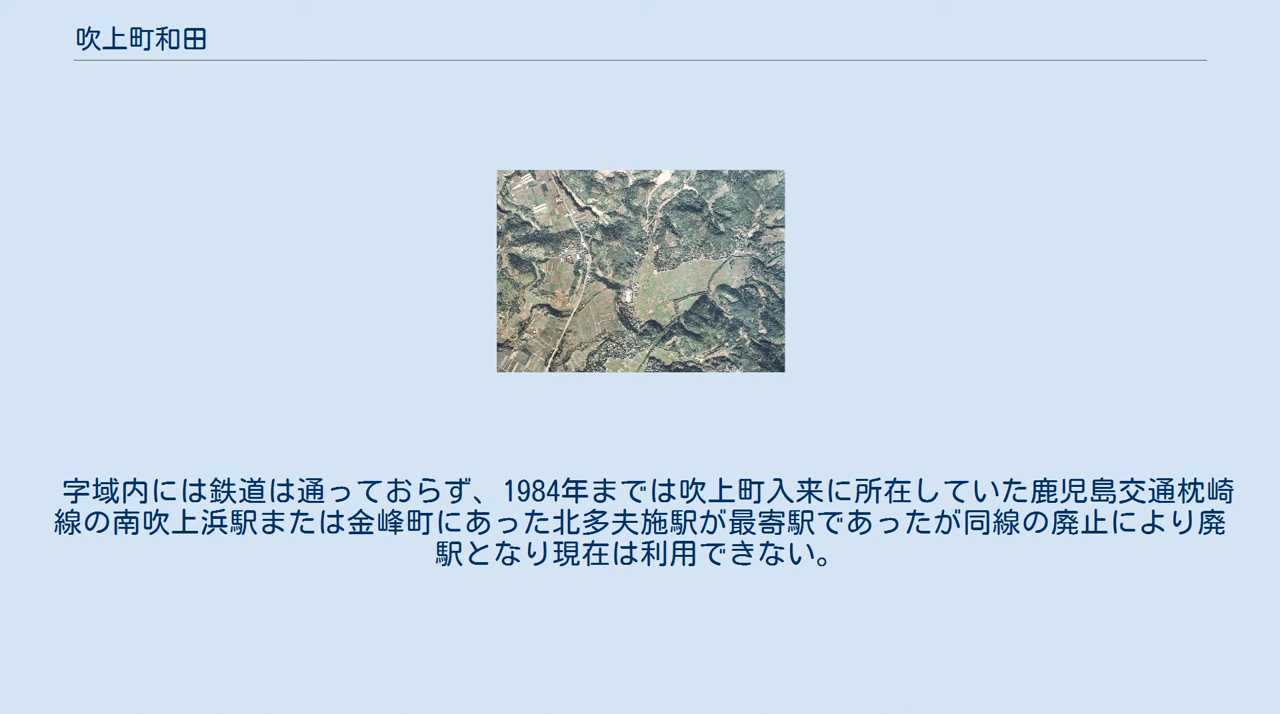 吹上町和田
字域内には鉄道は通っておらず、1984年までは吹上町入来に所在していた鹿児島交通枕崎
線の南吹上浜駅または金峰町にあった北多夫施駅が最寄駅であったが同線の廃止により廃
駅となり現在は利用できない。